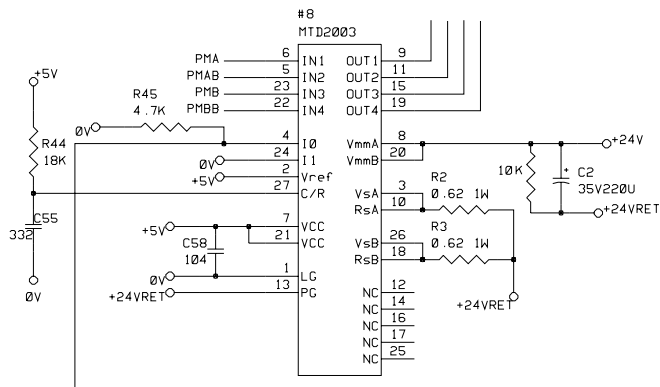 #8
MTD2003
PMA 6 IN1 OUT1 9
PMAB 5 IN2 OUT2 11
PMB 23 IN3 OUT3 15
PMBB 22 IN4 OUT4 19
+5V
R45
4.7K
0V
R44
18K
4 I0 VmmA 8 +24V
0V 24 I1 VmmB 20
+5V 2 Vref
27 C/R VsA 3
RsA 10
R2
0.62 1W
10K
+ C2
35V220U
+24VRET
C55
332
0V
+5V 7 VCC
21 VCC
VsB 26
RsB 18
R3
0.62 1W
C58
104
0V 1 LG
+24VRET 13 PG
+24VRET
NC 12
NC 14
NC 16
NC 17
NC 25